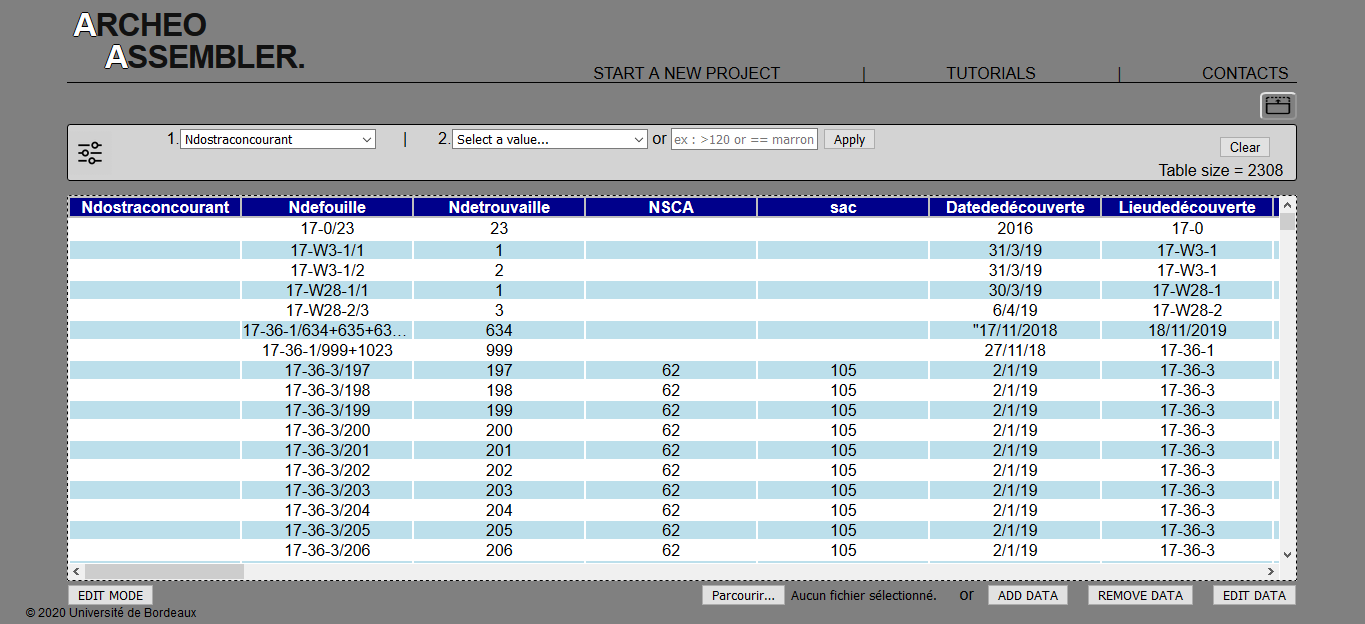 ARCHEO
ASSEMBLER.
START A NEW PROJECT | TUTORIALS | CONTACTS
1. Ndostraconcourant | 2. Select a value... or ex : >120 or == marron Apply
Clear
Table size = 2308
Ndostraconcourant Ndefouille Ndetrouvaille NSCA sac Datededécouverte Lieudedécouverte
17-0/23 23 2016 17-0
17-W3-1/1 1 31/3/19 17-W3-1
17-W3-1/2 2 31/3/19 17-W3-1
17-W28-1/1 1 30/3/19 17-W28-1
17-W28-2/3 3 6/4/19 17-W28-2
17-36-1/634+635+63... 634 "17/11/2018 18/11/2019
17-36-1/999+1023 999 27/11/18 17-36-1
17-36-3/197 197 62 105 2/1/19 17-36-3
17-36-3/198 198 62 105 2/1/19 17-36-3
17-36-3/199 199 62 105 2/1/19 17-36-3
17-36-3/200 200 62 105 2/1/19 17-36-3
17-36-3/201 201 62 105 2/1/19 17-36-3
17-36-3/202 202 62 105 2/1/19 17-36-3
17-36-3/203 203 62 105 2/1/19 17-36-3
17-36-3/204 204 62 105 2/1/19 17-36-3
17-36-3/205 205 62 105 2/1/19 17-36-3
17-36-3/206 206 62 105 2/1/19 17-36-3
EDIT MODE Parcourir... Aucun fichier sélectionné. or ADD DATA REMOVE DATA EDIT DATA
© 2020 Université de Bordeaux